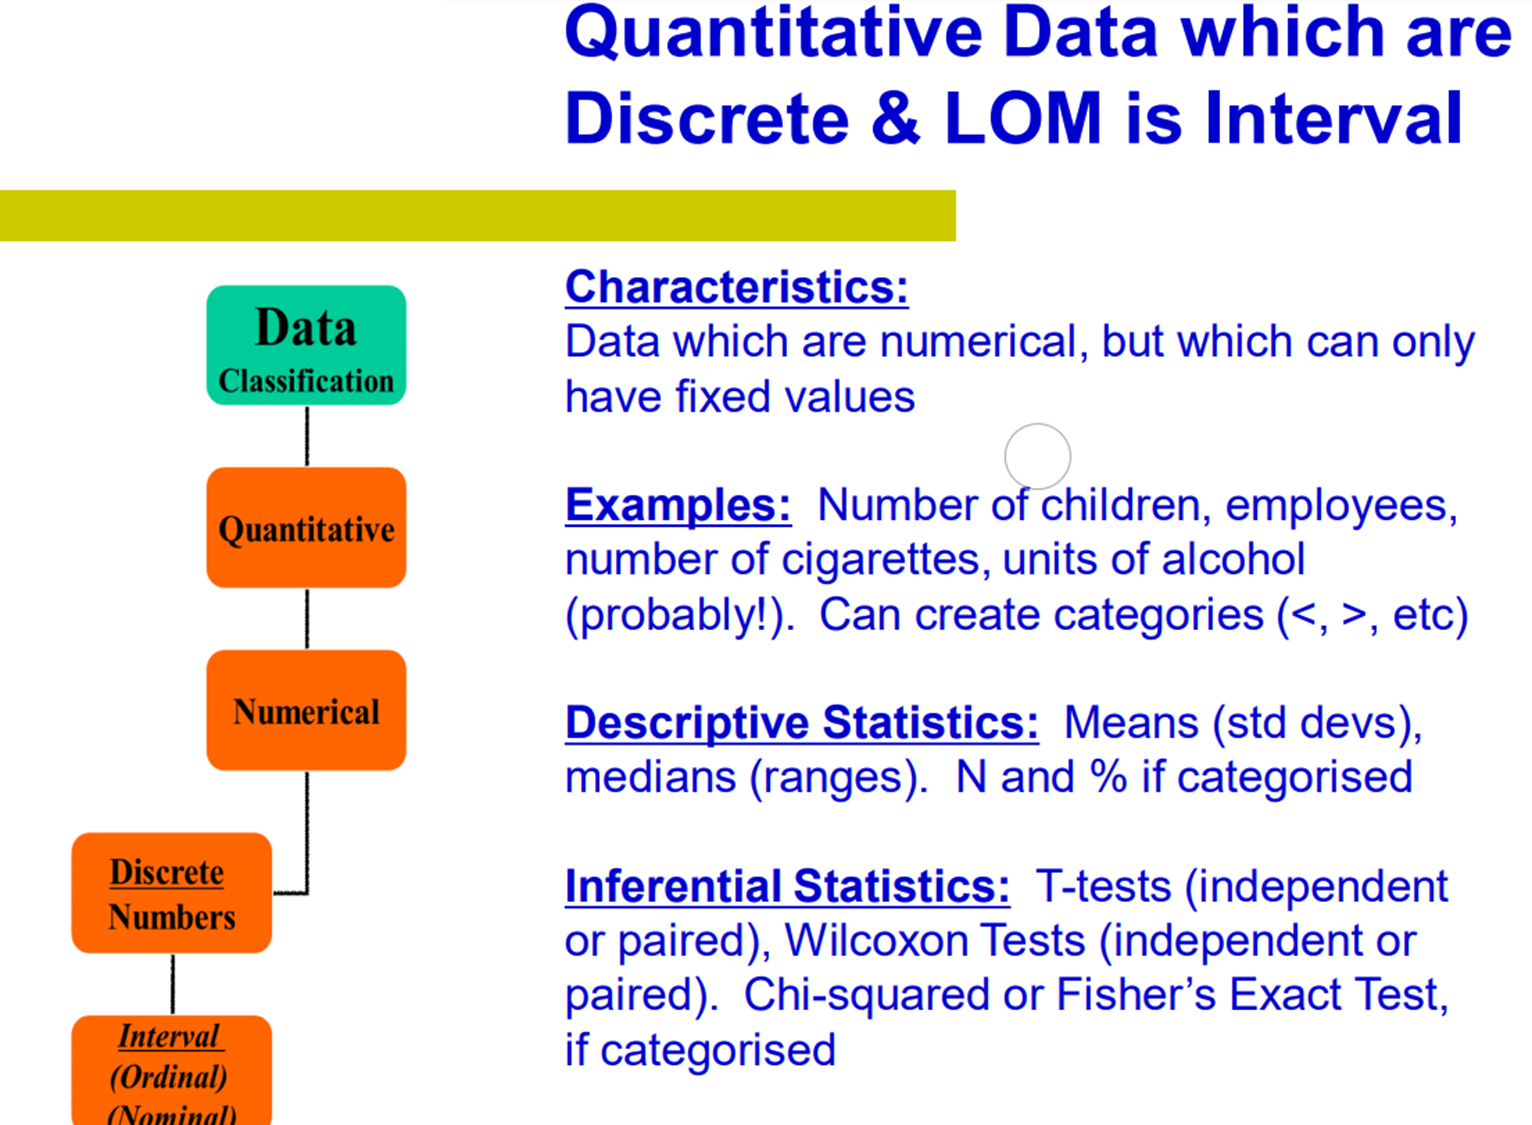 Quantitative Data which are
Discrete & LOM is Interval
Data
Classification
Quantitative
Numerical
Discrete
Numbers
Interval
(Ordinal)
(Nominal)
Characteristics:
Data which are numerical, but which can only
have fixed values
Examples:  Number of children, employees,
number of cigarettes, units of alcohol
(probably!).  Can create categories (<, >, etc)
Descriptive Statistics:  Means (std devs),
medians (ranges).  N and % if categorised
Inferential Statistics:  T-tests (independent
or paired), Wilcoxon Tests (independent or
paired).  Chi-squared or Fisher’s Exact Test,
if categorised